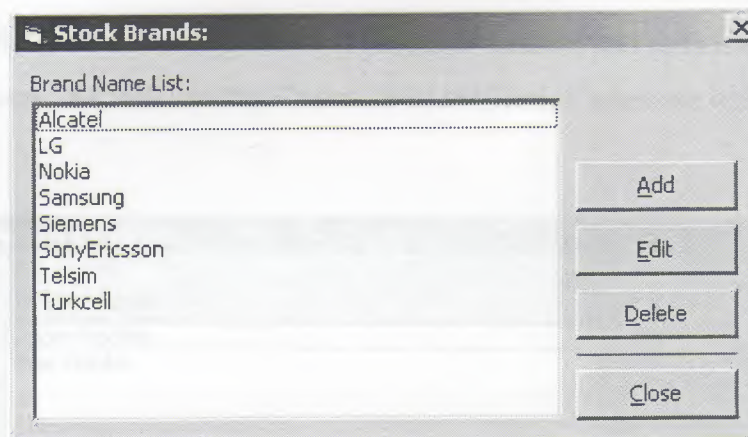 Stock Brands:
Brand Name List:
Alcatel
LG
Nokia
Samsung
Siemens
SonyEricsson
Telsim
Turkcell
Add
Edit
Delete
Close